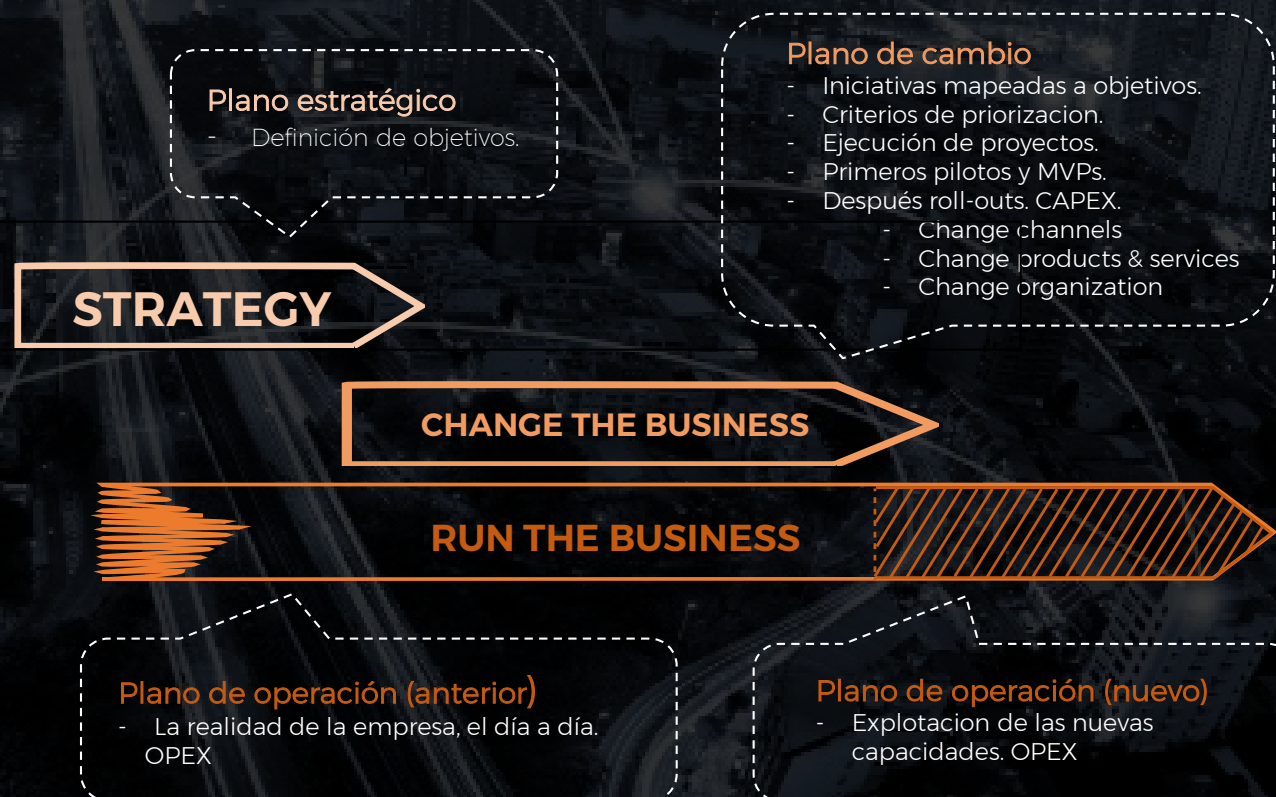 Plano estratégico
- Definición de objetivos.
Plano de cambio
- Iniciativas mapeadas a objetivos.
- Criterios de priorizacion.
- Ejecución de proyectos.
- Primeros pilotos y MVPs.
- Después roll-outs. CAPEX.
- Change channels
- Change products & services
- Change organization
STRATEGY
CHANGE THE BUSINESS
RUN THE BUSINESS
Plano de operación (anterior)
- La realidad de la empresa, el día a día.
OPEX
Plano de operación (nuevo)
- Explotacion de las nuevas
capacidades. OPEX